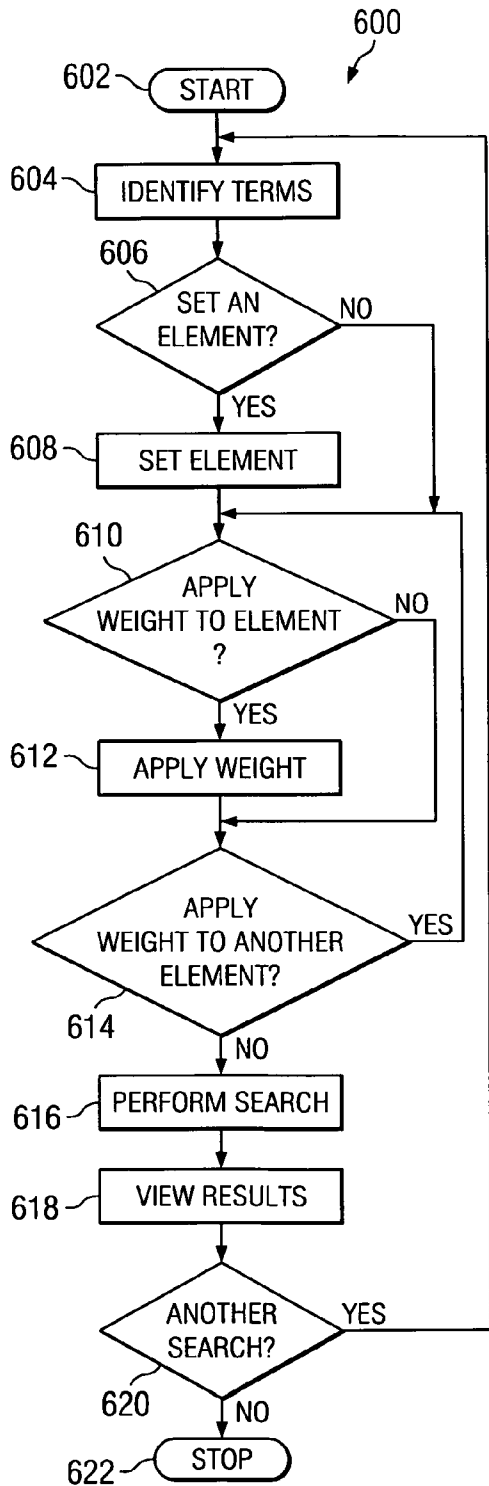 600
602
START
604
IDENTIFY TERMS
606
SET AN
ELEMENT?
NO
YES
608
SET ELEMENT
610
APPLY
WEIGHT TO ELEMENT
?
NO
YES
612
APPLY WEIGHT
APPLY
WEIGHT TO ANOTHER
ELEMENT?
YES
614
NO
616
PERFORM SEARCH
618
VIEW RESULTS
ANOTHER
SEARCH?
YES
620
NO
622
STOP